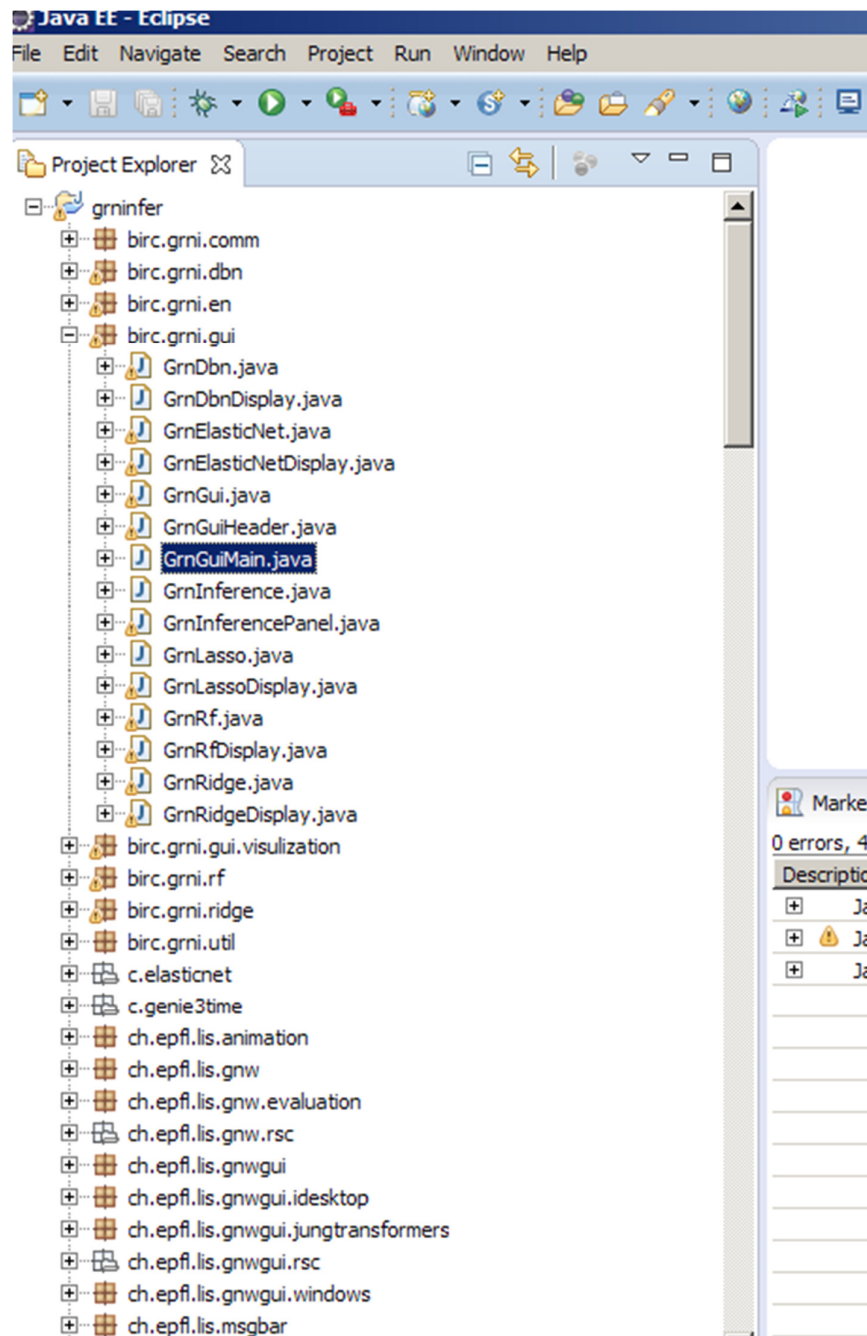 Java EE - Eclipse
File Edit Navigate Search Project Run Window Help
Project Explorer
grninfer
birc.grni.comm
birc.grni.dbn
birc.grni.en
birc.grni.gui
GrnDbn.java
GrnDbnDisplay.java
GrnElasticNet.java
GrnElasticNetDisplay.java
GrnGui.java
GrnGuiHeader.java
GrnGuiMain.java
GrnInference.java
GrnInferencePanel.java
GrnLasso.java
GrnLassoDisplay.java
GrnRf.java
GrnRfDisplay.java
GrnRidge.java
GrnRidgeDisplay.java
birc.grni.gui.visulization
birc.grni.rf
birc.grni.ridge
birc.grni.util
c.elasticnet
c.genie3time
ch.epfl.lis.animation
ch.epfl.lis.gnw
ch.epfl.lis.gnw.evaluation
ch.epfl.lis.gnw.rsc
ch.epfl.lis.gnwgui
ch.epfl.lis.gnwgui.idesktop
ch.epfl.lis.gnwgui.jungtransformers
ch.epfl.lis.gnwgui.rsc
ch.epfl.lis.gnwgui.windows
ch.epfl.lis.msgbar
Marke
0 errors, 4
Descriptio
Ja
Ja
Ja